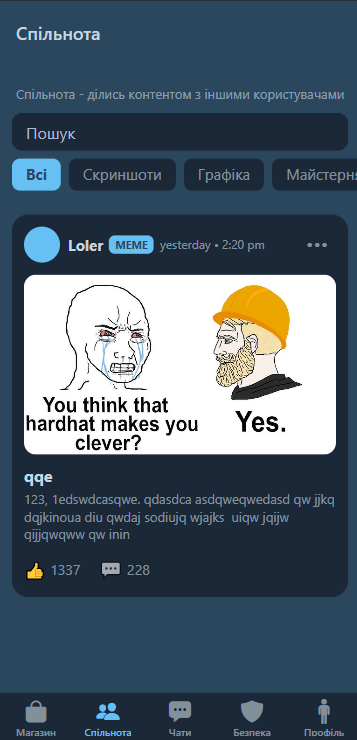 Спільнота
Спільнота - ділись контентом з іншими користувачами
Пошук
Всі Скриншоти Графіка Майстерня
Loler MEME yesterday • 2:20 pm •••
You think that
hardhat makes you
clever?
Yes.
qqe
123, 1edswdcasqwe. qdasdca asdqweqwedasd qw jjkq
dqjkinoua diu qwdaj sodiujq wjajks uiqw jqijw
qijjqwqww qw inin
1337 228
Магазин Спільнота Чати Безпека Профіль